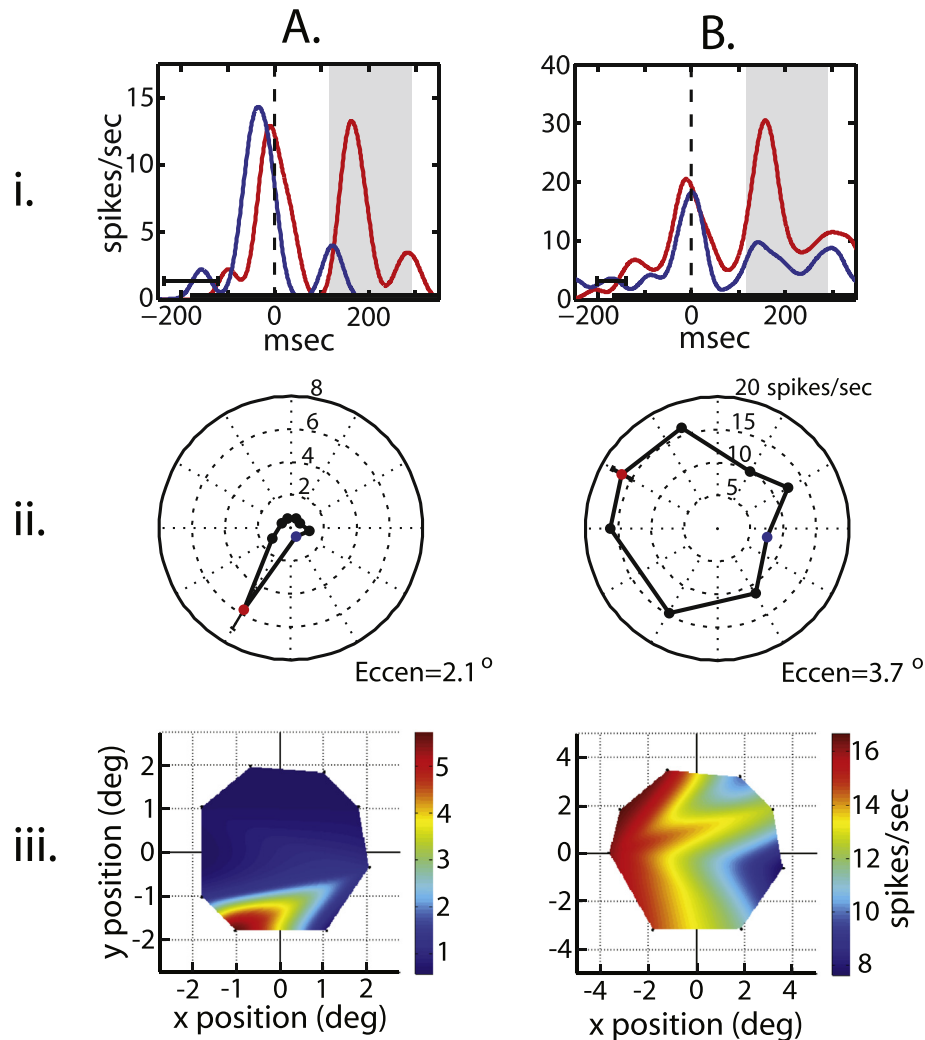 A.
B.
i.
spikes/sec
15
10
5
0
−200 0 200
msec
40
30
20
10
0
−200 0 200
msec
ii.
8
6
4
2
Eccen=2.1 o
20 spikes/sec
15
10
5
Eccen=3.7 o
iii.
y position (deg)
2
1
0
-1
-2
-2 -1 0 1 2
x position (deg)
5
4
3
2
1
4
2
0
-2
-4
-4 -2 0 2 4
x position (deg)
16
14
12
10
8
spikes/sec